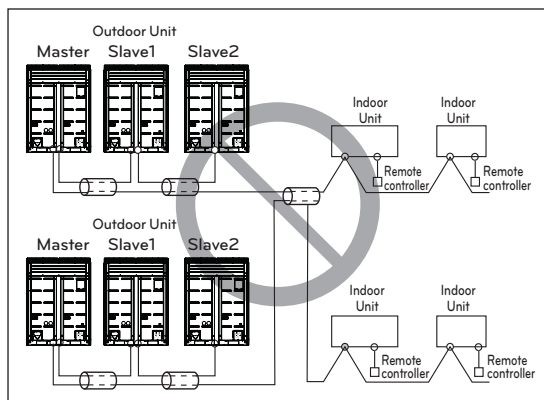 Outdoor Unit
Master Slave1 Slave2
Indoor
Unit
Indoor
Unit
Remote
controller
Remote
controller
Outdoor Unit
Master Slave1 Slave2
Indoor
Unit
Indoor
Unit
Remote
controller
Remote
controller